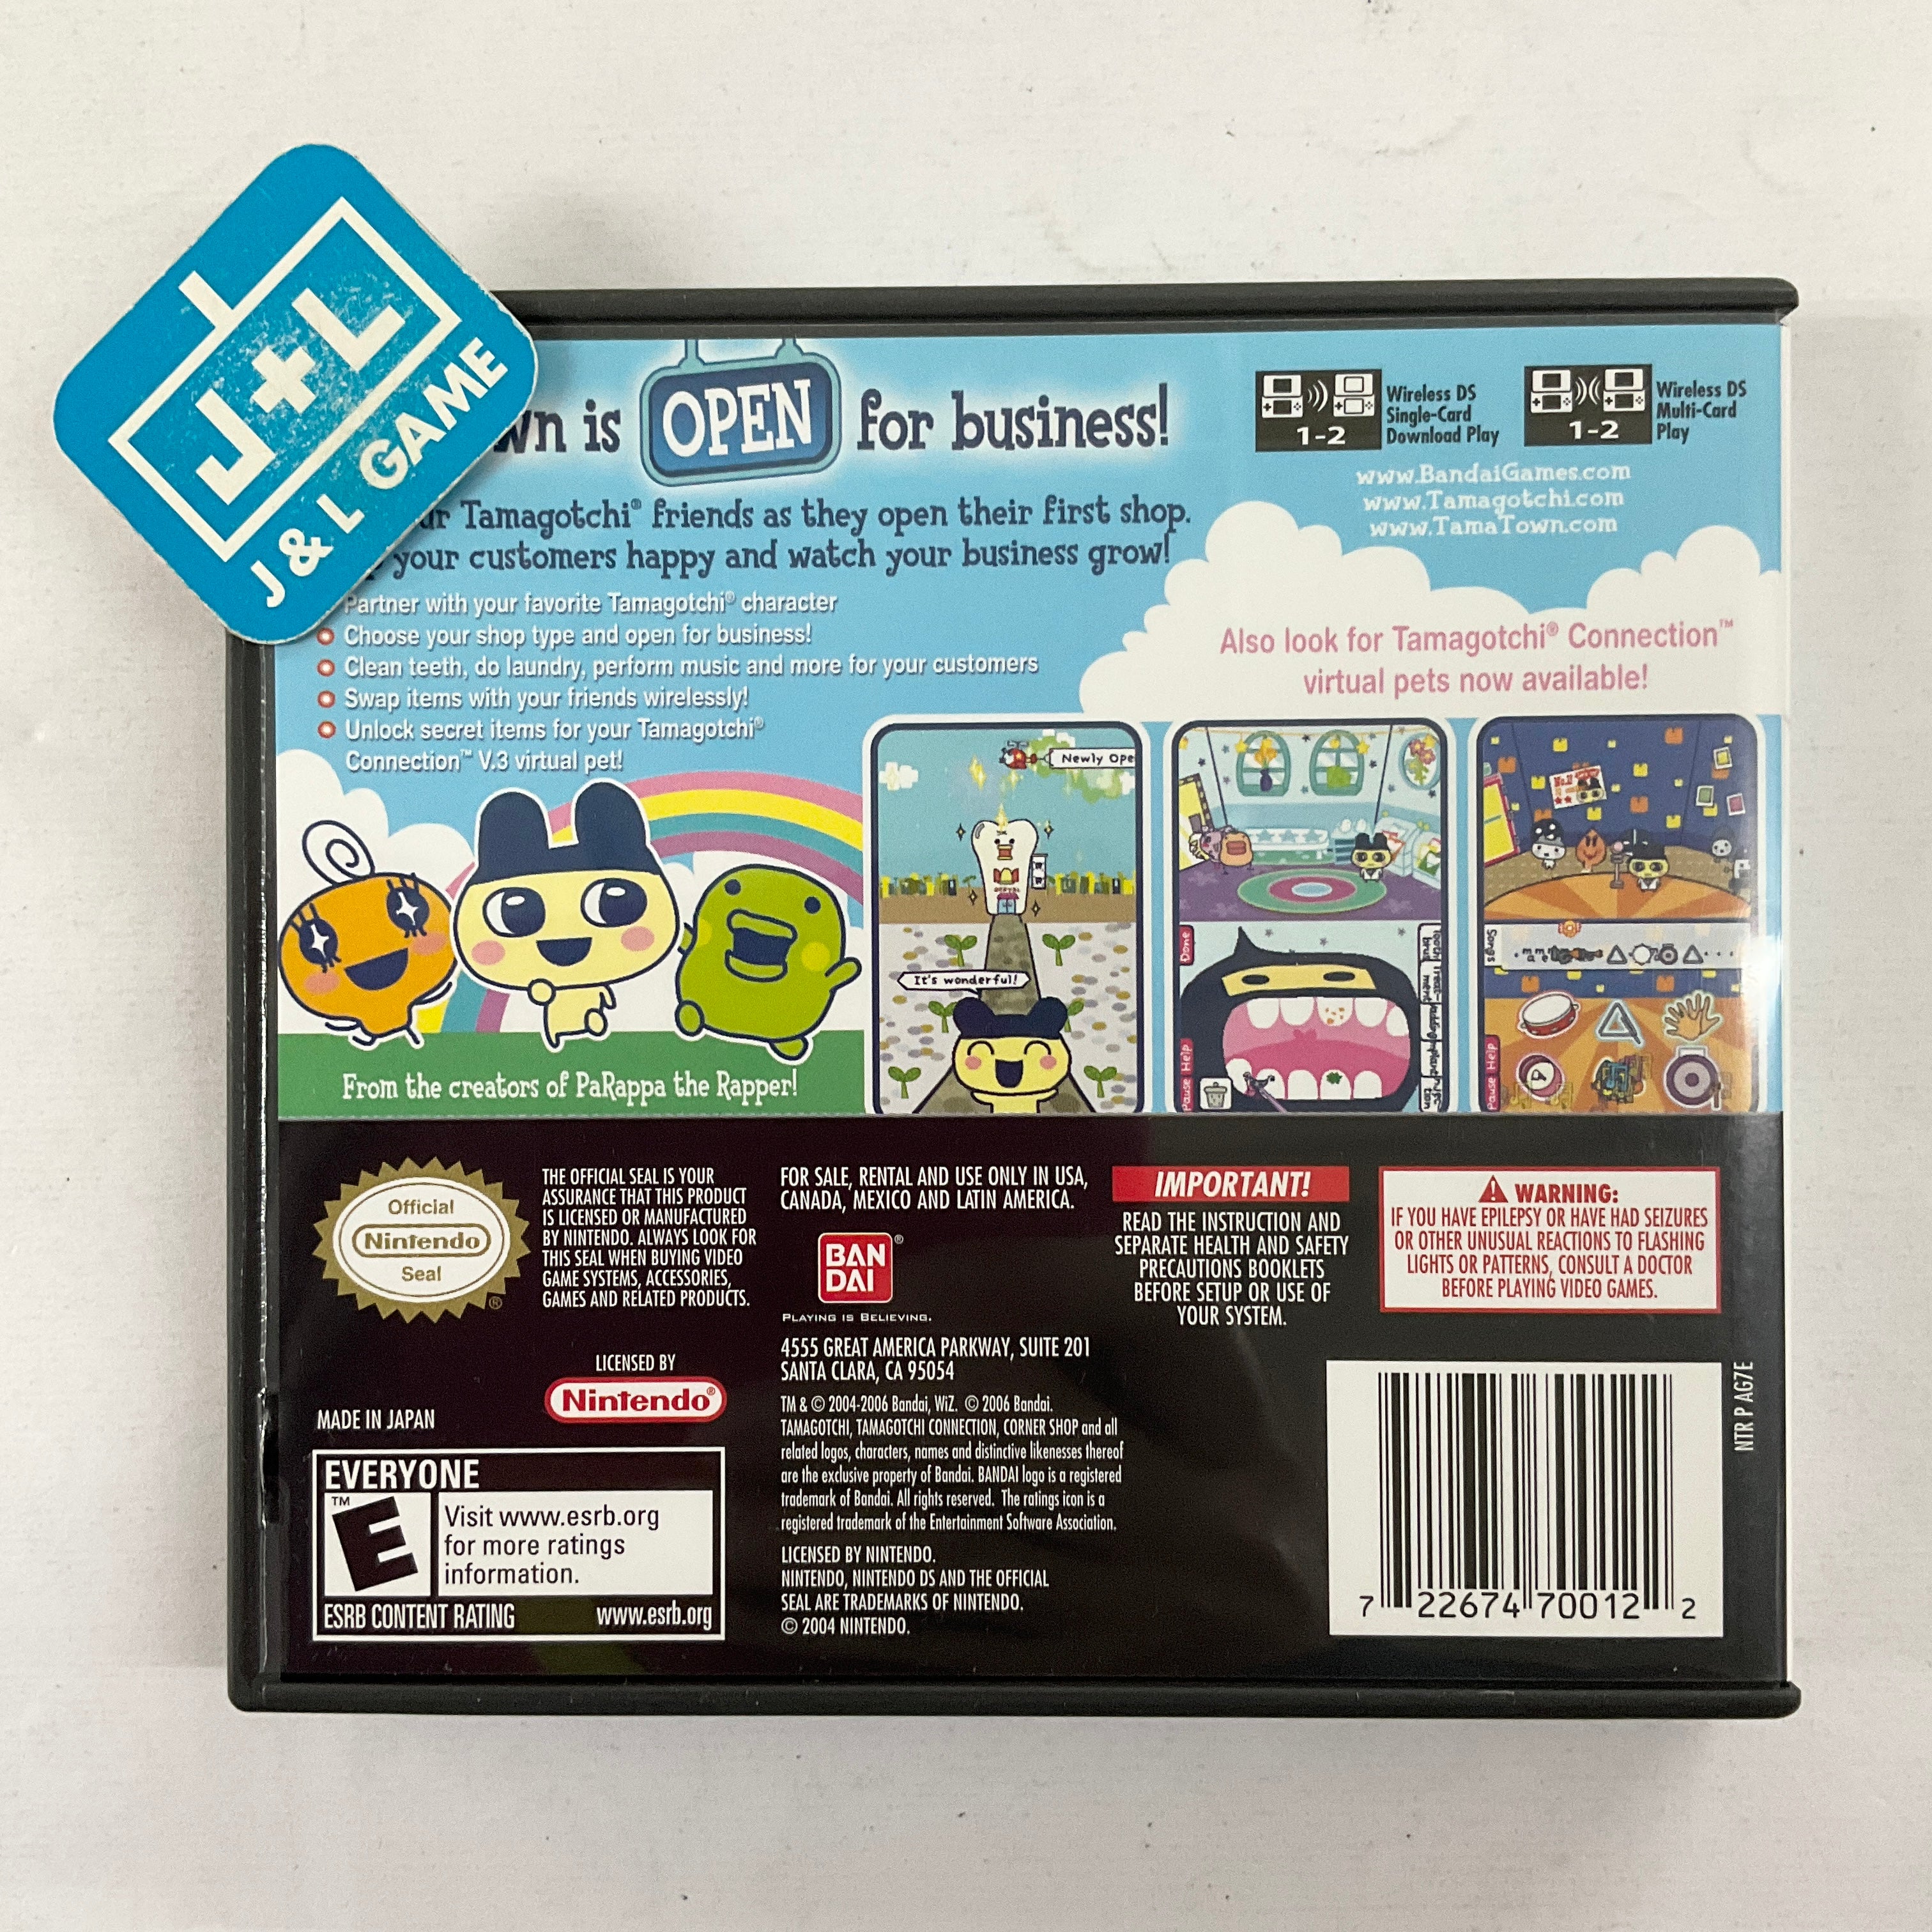 J+L
J & L GAME
is OPEN for business!
Tamagotchi® friends as they open their first shop.
your customers happy and watch your business grow!
Partner with your favorite Tamagotchi® character
Choose your shop type and open for business!
Clean teeth, do laundry, perform music and more for your customers
Swap items with your friends wirelessly!
Unlock secret items for your Tamagotchi®
Connection™ V.3 virtual pet!
1-2
Wireless DS
Single-Card
Download Play
1-2
Wireless DS
Multi-Card
Play
www.BandaiGames.com
www.Tamagotchi.com
www.TamaTown.com
Also look for Tamagotchi® Connection™
virtual pets now available!
Newly Ope
It's wonderful!
Done
Pause Help
Songs
Pause Help
From the creators of PaRappa the Rapper!
Official
Nintendo
Seal
®
THE OFFICIAL SEAL IS YOUR
ASSURANCE THAT THIS PRODUCT
IS LICENSED OR MANUFACTURED
BY NINTENDO. ALWAYS LOOK FOR
THIS SEAL WHEN BUYING VIDEO
GAME SYSTEMS, ACCESSORIES,
GAMES AND RELATED PRODUCTS.
LICENSED BY
Nintendo®
MADE IN JAPAN
EVERYONE
™
E
Visit www.esrb.org
for more ratings
information.
ESRB CONTENT RATING www.esrb.org
FOR SALE, RENTAL AND USE ONLY IN USA,
CANADA, MEXICO AND LATIN AMERICA.
BAN
DAI
®
PLAYING IS BELIEVING.
4555 GREAT AMERICA PARKWAY, SUITE 201
SANTA CLARA, CA 95054
TM & © 2004-2006 Bandai, WiZ. © 2006 Bandai.
TAMAGOTCHI, TAMAGOTCHI CONNECTION, CORNER SHOP and all
related logos, characters, names and distinctive likenesses thereof
are the exclusive property of Bandai. BANDAI logo is a registered
trademark of Bandai. All rights reserved. The ratings icon is a
registered trademark of the Entertainment Software Association.
LICENSED BY NINTENDO.
NINTENDO, NINTENDO DS AND THE OFFICIAL
SEAL ARE TRADEMARKS OF NINTENDO.
© 2004 NINTENDO.
IMPORTANT!
READ THE INSTRUCTION AND
SEPARATE HEALTH AND SAFETY
PRECAUTIONS BOOKLETS
BEFORE SETUP OR USE OF
YOUR SYSTEM.
WARNING:
IF YOU HAVE EPILEPSY OR HAVE HAD SEIZURES
OR OTHER UNUSUAL REACTIONS TO FLASHING
LIGHTS OR PATTERNS, CONSULT A DOCTOR
BEFORE PLAYING VIDEO GAMES.
NTR P AG7E
7 22674 70012 2